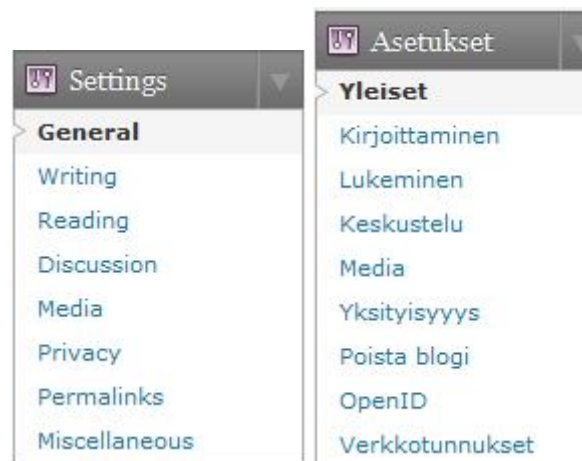 Settings
General
Writing
Reading
Discussion
Media
Privacy
Permalinks
Miscellaneous
Asetukset
Yleiset
Kirjoittaminen
Lukeminen
Keskustelu
Media
Yksityisyyys
Poista blogi
OpenID
Verkkotunnukset